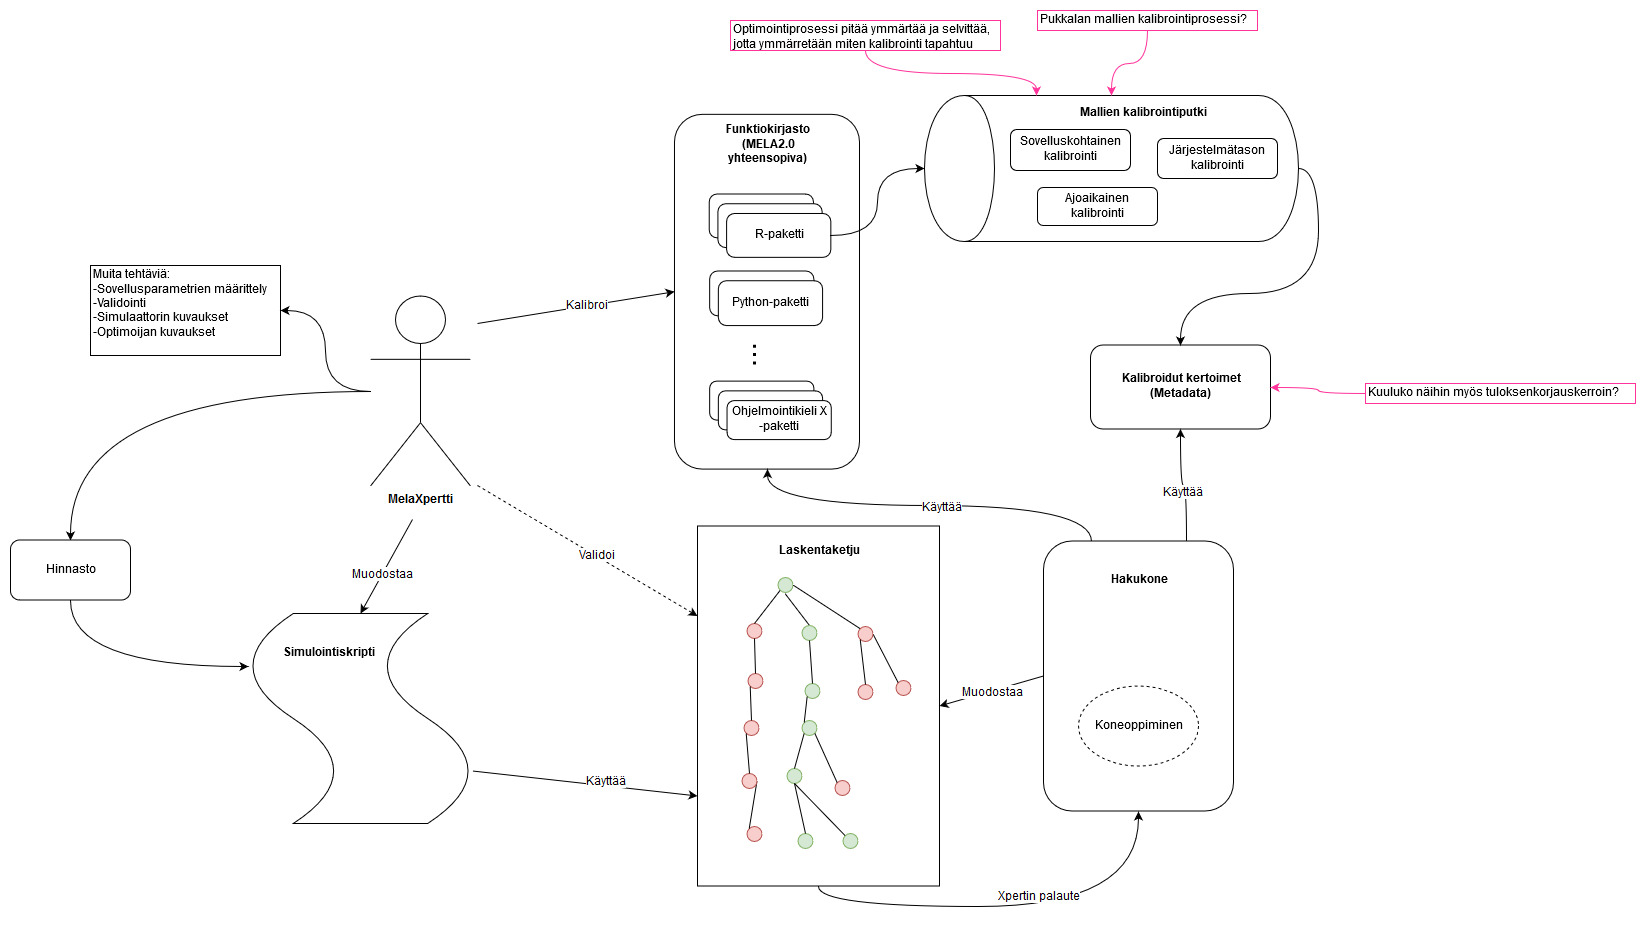 Pukkalan mallien kalibrointiprosessi?
Optimointiprosessi pitää ymmärtää ja selvittää,
jotta ymmärretään miten kalibrointi tapahtuu
Mallien kalibrointiputki
Sovelluskohtainen
kalibrointi
Järjestelmätason
kalibrointi
Ajoaikainen
kalibrointi
Funktiokirjasto
(MELA2.0
yhteensopiva)
R-paketti
Python-paketti
Ohjelmointikieli X
-paketti
Kalibroi
Muita tehtäviä:
-Sovellusparametrien määrittely
-Validointi
-Simulaattorin kuvaukset
-Optimoijan kuvaukset
Kalibroidut kertoimet
(Metadata)
Kuuluko näihin myös tuloksenkorjauskerroin?
MelaXpertti
Käyttää
Käyttää
Hinnasto
Muodostaa
Validoi
Laskentaketju
Hakukone
Simulointiskripti
Muodostaa
Koneoppiminen
Käyttää
Xpertin palaute